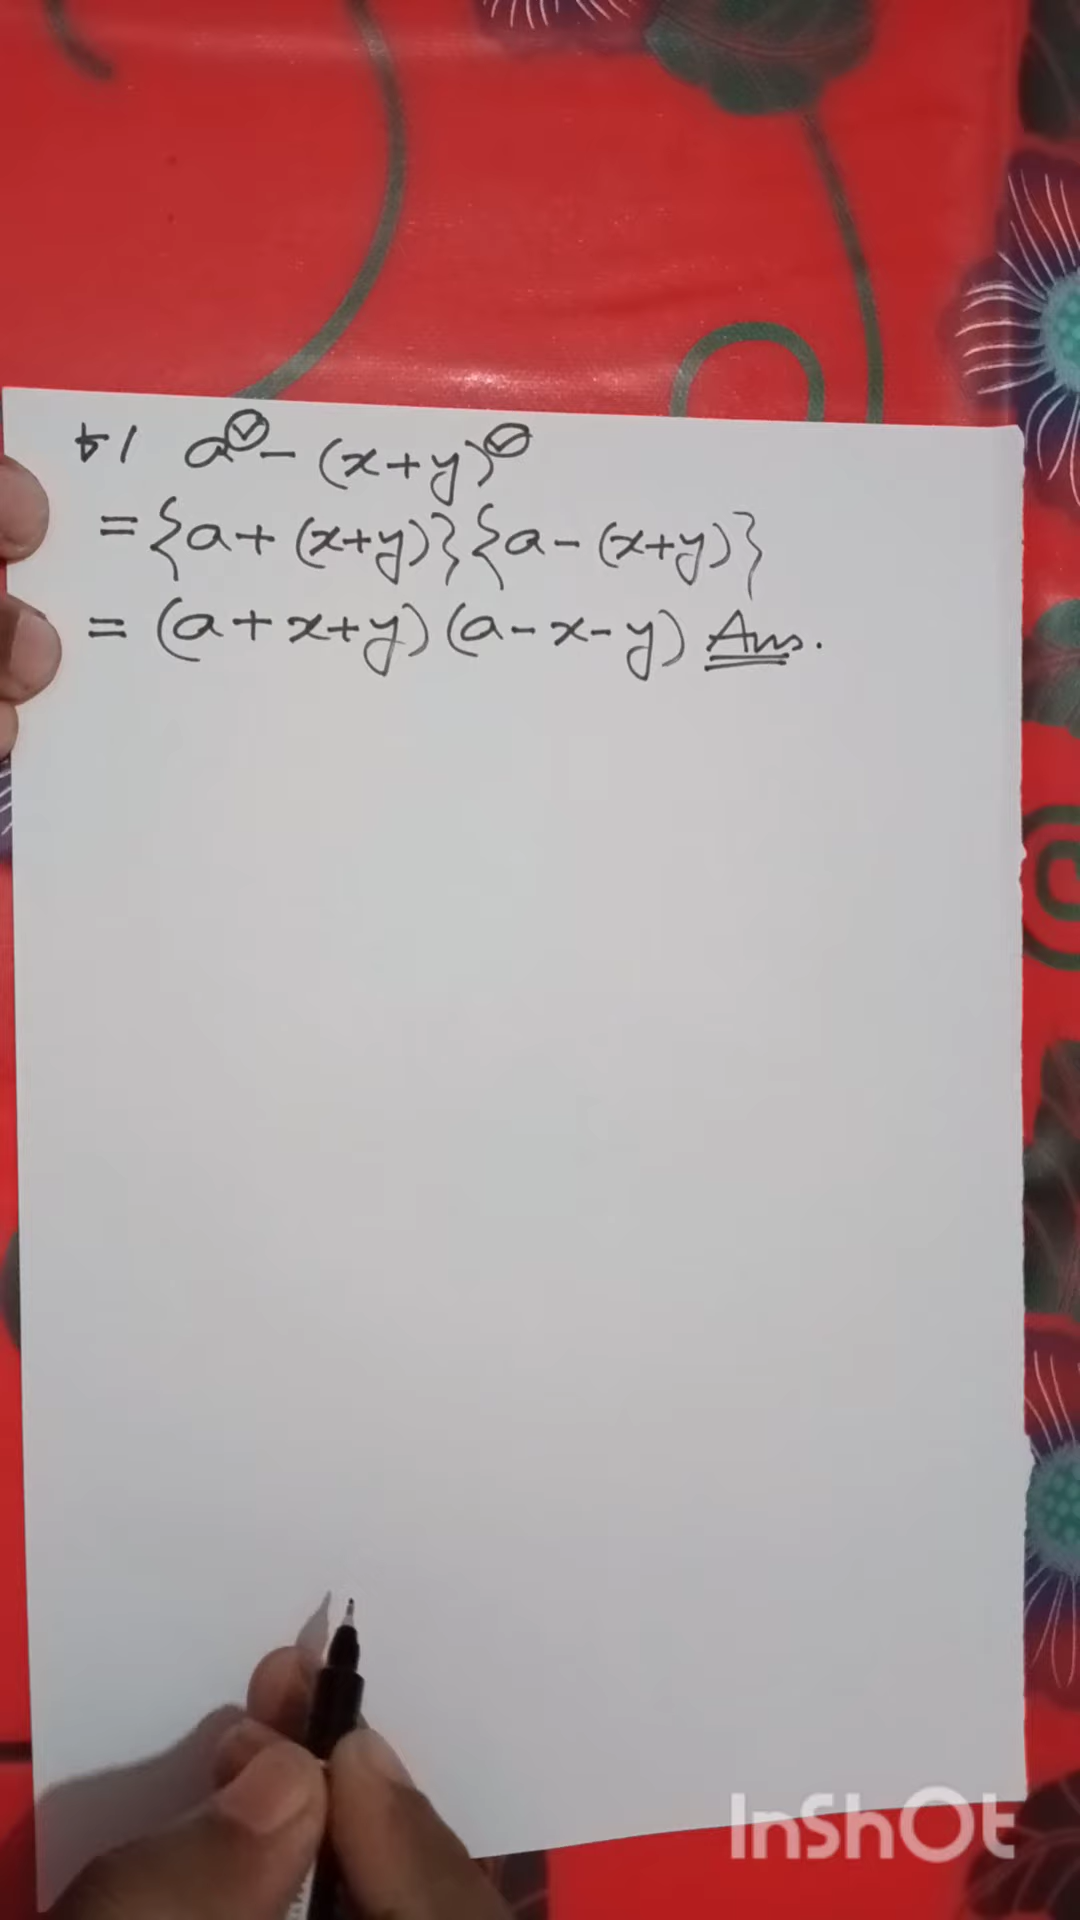 ৮। a² - (x+y)²
= {a + (x+y)} {a - (x+y)}
= (a + x + y) (a - x - y) Ans.
InShOt